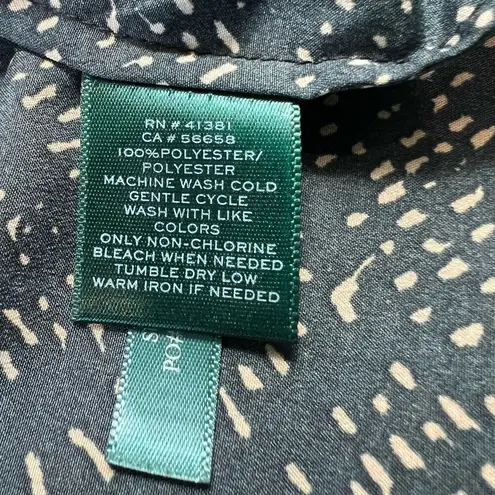 RN # 41381
CA # 56658
100%POLYESTER/
POLYESTER
MACHINE WASH COLD
GENTLE CYCLE
WASH WITH LIKE
COLORS
ONLY NON-CHLORINE
BLEACH WHEN NEEDED
TUMBLE DRY LOW
WARM IRON IF NEEDED